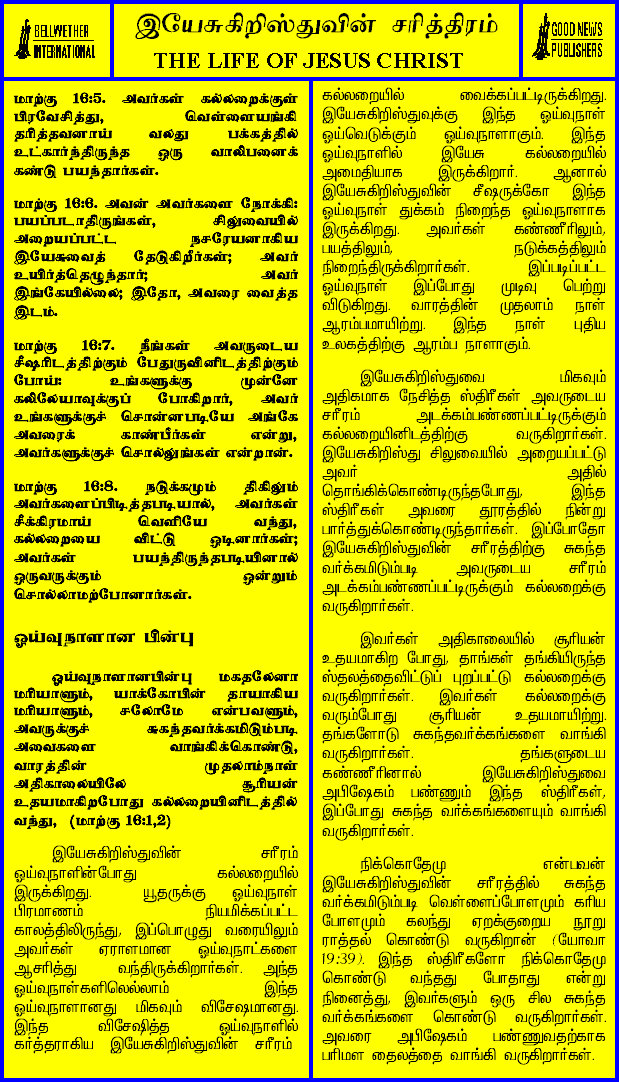 BELLWETHER
INTERNATIONAL
இயேசுகிறிஸ்துவின் சரித்திரம்
THE LIFE OF JESUS CHRIST
GOOD NEWS
PUBLISHERS
மாற்கு 16:5. அவர்கள் கல்லறைக்குள்
பிரவேசித்து, வெள்ளையங்கி
தரித்தவனாய் வலது பக்கத்தில்
உட்கார்ந்திருந்த ஒரு வாலிபனைக்
கண்டு பயந்தார்கள்.
மாற்கு 16:6. அவன் அவர்களை நோக்கி:
பயப்படாதிருங்கள், சிலுவையில்
அறையப்பட்ட நசரேயனாகிய
இயேசுவைத் தேடுகிறீர்கள்; அவர்
உயிர்த்தெழுந்தார்; அவர்
இங்கேயில்லை; இதோ, அவரை வைத்த
இடம்.
மாற்கு 16:7. நீங்கள் அவருடைய
சீஷரிடத்திற்கும் பேதுருவினிடத்திற்கும்
போய்: உங்களுக்கு முன்னே
கலிலேயாவுக்குப் போகிறார், அவர்
உங்களுக்குச் சொன்னபடியே அங்கே
அவரைக் காண்பீர்கள் என்று,
அவர்களுக்குச் சொல்லுங்கள் என்றான்.
மாற்கு 16:8. நடுக்கமும் திகிலும்
அவர்களைப்பிடித்தபடியால், அவர்கள்
சீக்கிரமாய் வெளியே வந்து,
கல்லறையை விட்டு ஓடினார்கள்;
அவர்கள் பயந்திருந்தபடியினால்
ஒருவருக்கும் ஒன்றும்
சொல்லாமற்போனார்கள்.
ஓய்வுநாளான பின்பு
ஓய்வுநாளானபின்பு மகதலேனா
மரியாளும், யாக்கோபின் தாயாகிய
மரியாளும், சலோமே என்பவளும்,
அவருக்குச் சுகந்தவர்க்கமிடும்படி
அவைகளை வாங்கிக்கொண்டு,
வாரத்தின் முதலாம்நாள்
அதிகாலையிலே சூரியன்
உதயமாகிறபோது கல்லறையினிடத்தில்
வந்து, (மாற்கு 16:1,2)
இயேசுகிறிஸ்துவின் சரீரம்
ஓய்வுநாளின்போது கல்லறையில்
இருக்கிறது. யூதருக்கு ஓய்வுநாள்
பிரமாணம் நியமிக்கப்பட்ட
காலத்திலிருந்து, இப்பொழுது வரையிலும்
அவர்கள் ஏராளமான ஓய்வுநாட்களை
ஆசரித்து வந்திருக்கிறார்கள். அந்த
ஓய்வுநாள்களிலெல்லாம் இந்த
ஓய்வுநாளானது மிகவும் விசேஷமானது.
இந்த விசேஷித்த ஓய்வுநாளில்
கர்த்தராகிய இயேசுகிறிஸ்துவின் சரீரம்
கல்லறையில் வைக்கப்பட்டிருக்கிறது.
இயேசுகிறிஸ்துவுக்கு இந்த ஓய்வுநாள்
ஓய்வெடுக்கும் ஓய்வுநாளாகும். இந்த
ஓய்வுநாளில் இயேசு கல்லறையில்
அமைதியாக இருக்கிறார். ஆனால்
இயேசுகிறிஸ்துவின் சீஷருக்கோ இந்த
ஓய்வுநாள் துக்கம் நிறைந்த ஓய்வுநாளாக
இருக்கிறது. அவர்கள் கண்ணீரிலும்,
பயத்திலும், நடுக்கத்திலும்
நிறைந்திருக்கிறார்கள். இப்படிப்பட்ட
ஓய்வுநாள் இப்போது முடிவு பெற்று
விடுகிறது. வாரத்தின் முதலாம் நாள்
ஆரம்பமாயிற்று. இந்த நாள் புதிய
உலகத்திற்கு ஆரம்ப நாளாகும்.
இயேசுகிறிஸ்துவை மிகவும்
அதிகமாக நேசித்த ஸ்திரீகள் அவருடைய
சரீரம் அடக்கம்பண்ணப்பட்டிருக்கும்
கல்லறையினிடத்திற்கு வருகிறார்கள்.
இயேசுகிறிஸ்து சிலுவையில் அறையப்பட்டு
அவர் அதில்
தொங்கிக்கொண்டிருந்தபோது, இந்த
ஸ்திரீகள் அவரை தூரத்தில் நின்று
பார்த்துக்கொண்டிருந்தார்கள். இப்போதோ
இயேசுகிறிஸ்துவின் சரீரத்திற்கு சுகந்த
வர்க்கமிடும்படி அவருடைய சரீரம்
அடக்கம்பண்ணப்பட்டிருக்கும் கல்லறைக்கு
வருகிறார்கள்.
இவர்கள் அதிகாலையில் சூரியன்
உதயமாகிற போது, தாங்கள் தங்கியிருந்த
ஸ்தலத்தைவிட்டுப் புறப்பட்டு கல்லறைக்கு
வருகிறார்கள். இவர்கள் கல்லறைக்கு
வரும்போது சூரியன் உதயமாயிற்று.
தங்களோடு சுகந்தவர்க்கங்களை வாங்கி
வருகிறார்கள். தங்களுடைய
கண்ணீரினால் இயேசுகிறிஸ்துவை
அபிஷேகம் பண்ணும் இந்த ஸ்திரீகள்,
இப்போது சுகந்த வர்க்கங்களையும் வாங்கி
வருகிறார்கள்.
நிக்கொதேமு என்பவன்
இயேசுகிறிஸ்துவின் சரீரத்தில் சுகந்த
வர்க்கமிடும்படி வெள்ளைப்போளமும் கரிய
போளமும் கலந்து ஏறக்குறைய நூறு
ராத்தல் கொண்டு வருகிறான் (யோவா
19:39). இந்த ஸ்திரீகளோ நிக்கொதேமு
கொண்டு வந்தது போதாது என்று
நினைத்து, இவர்களும் ஒரு சில சுகந்த
வர்க்கங்களை கொண்டு வருகிறார்கள்.
அவரை அபிஷேகம் பண்ணுவதற்காக
பரிமள தைலத்தை வாங்கி வருகிறார்கள்.